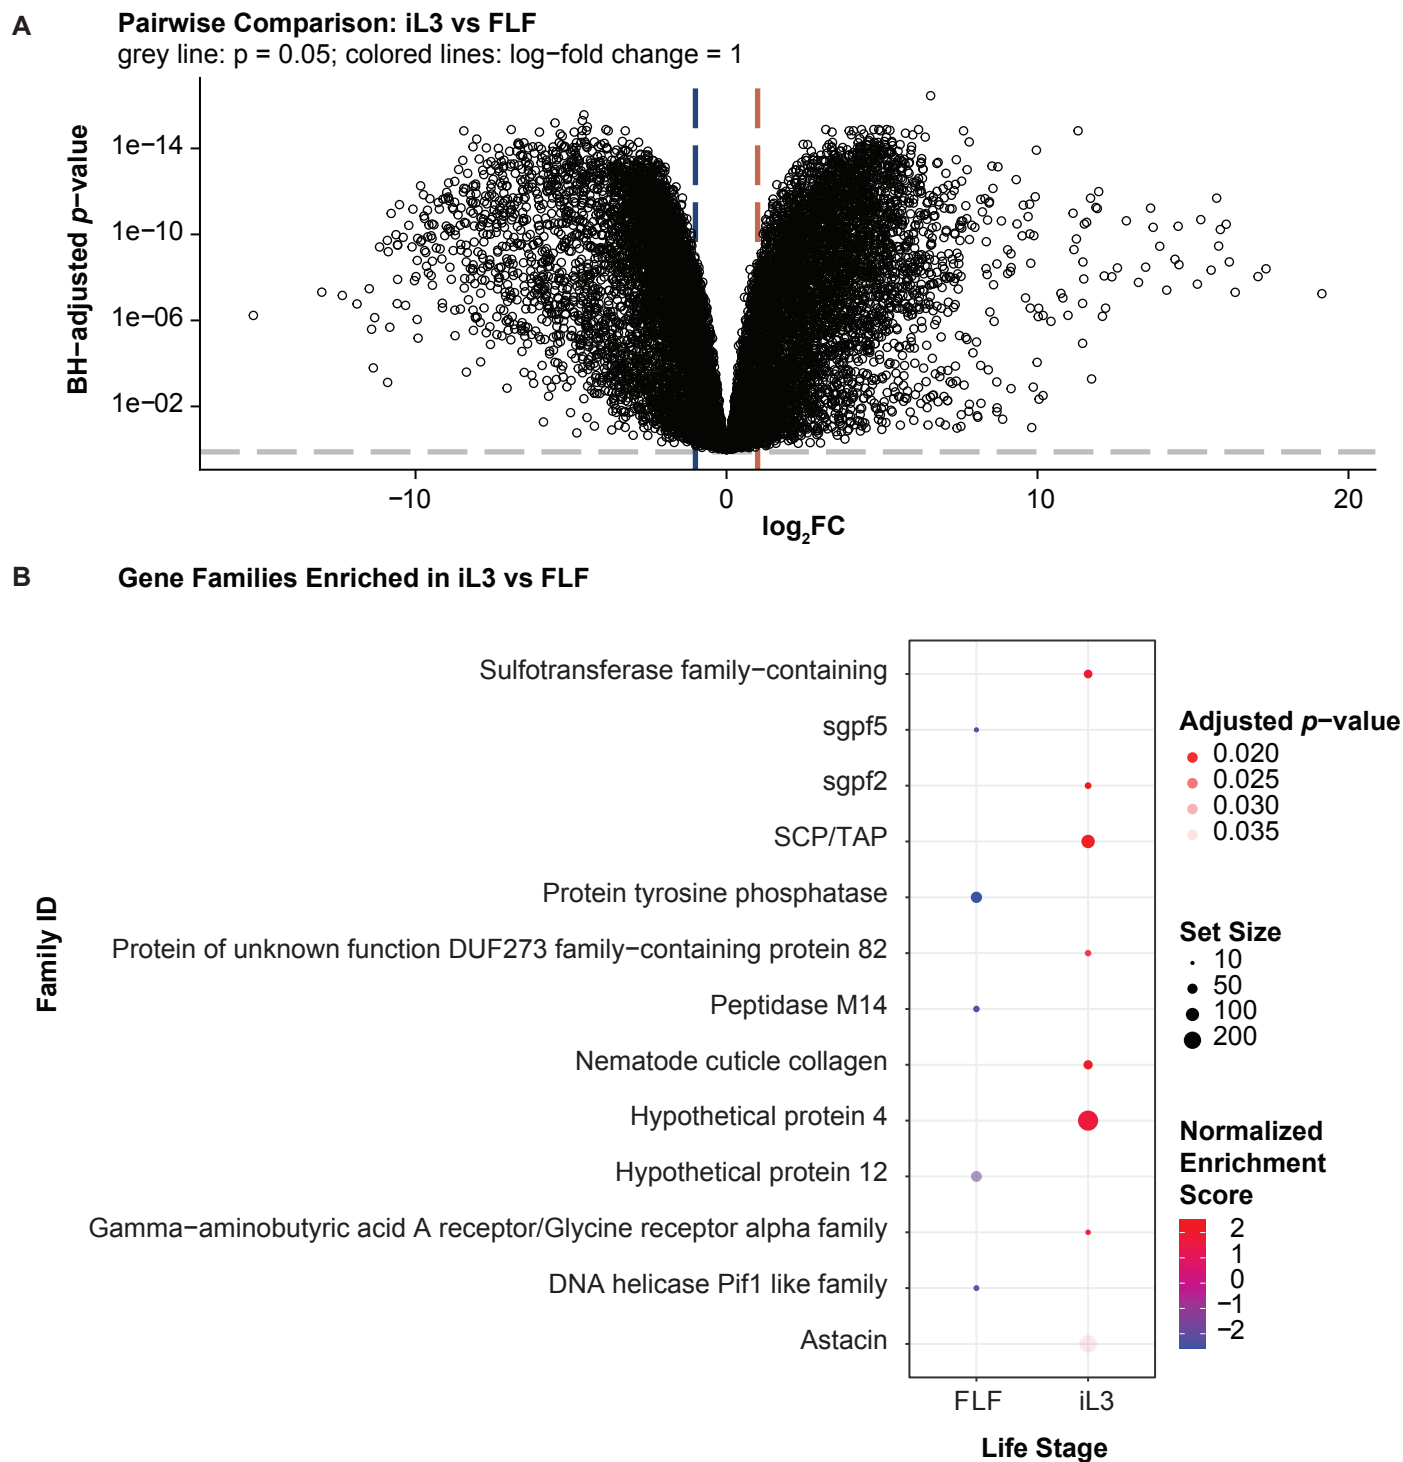 A
Pairwise Comparison: iL3 vs FLF
grey line: p = 0.05; colored lines: log−fold change = 1
BH−adjusted p−value
1e−14
1e−10
1e−06
1e−02
−10
0
10
20
log2FC
B
Gene Families Enriched in iL3 vs FLF
Family ID
Sulfotransferase family−containing
sgpf5
sgpf2
SCP/TAP
Protein tyrosine phosphatase
Protein of unknown function DUF273 family−containing protein 82
Peptidase M14
Nematode cuticle collagen
Hypothetical protein 4
Hypothetical protein 12
Gamma−aminobutyric acid A receptor/Glycine receptor alpha family
DNA helicase Pif1 like family
Astacin
FLF
iL3
Life Stage
Adjusted p−value
0.020
0.025
0.030
0.035
Set Size
10
50
100
200
Normalized
Enrichment
Score
2
1
0
−1
−2